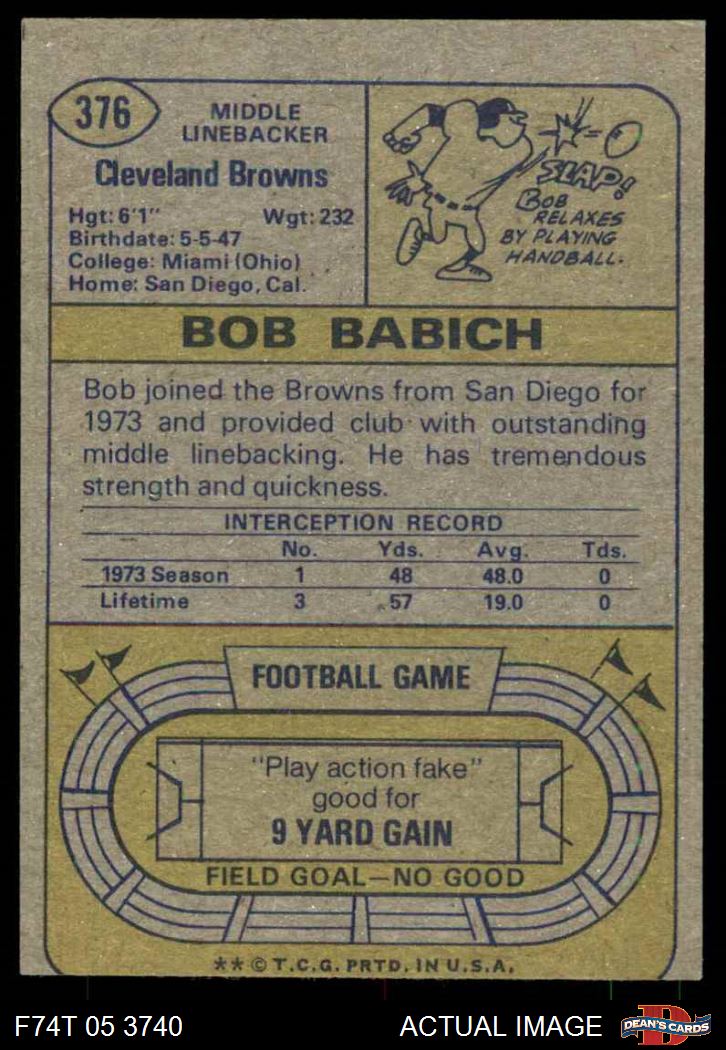 376
MIDDLE
LINEBACKER
Cleveland Browns
Hgt: 6'1" Wgt: 232
Birthdate: 5-5-47
College: Miami (Ohio)
Home: San Diego, Cal.
SLAP!
BOB
RELAXES
BY PLAYING
HANDBALL.
BOB BABICH
Bob joined the Browns from San Diego for
1973 and provided club with outstanding
middle linebacking. He has tremendous
strength and quickness.
INTERCEPTION RECORD
No. Yds. Avg. Tds.
1973 Season 1 48 48.0 0
Lifetime 3 57 19.0 0
FOOTBALL GAME
"Play action fake"
good for
9 YARD GAIN
FIELD GOAL—NO GOOD
** © T.C.G. PRTD. IN U.S.A.
F74T 05 3740 ACTUAL IMAGE
D
DEAN'S CARDS